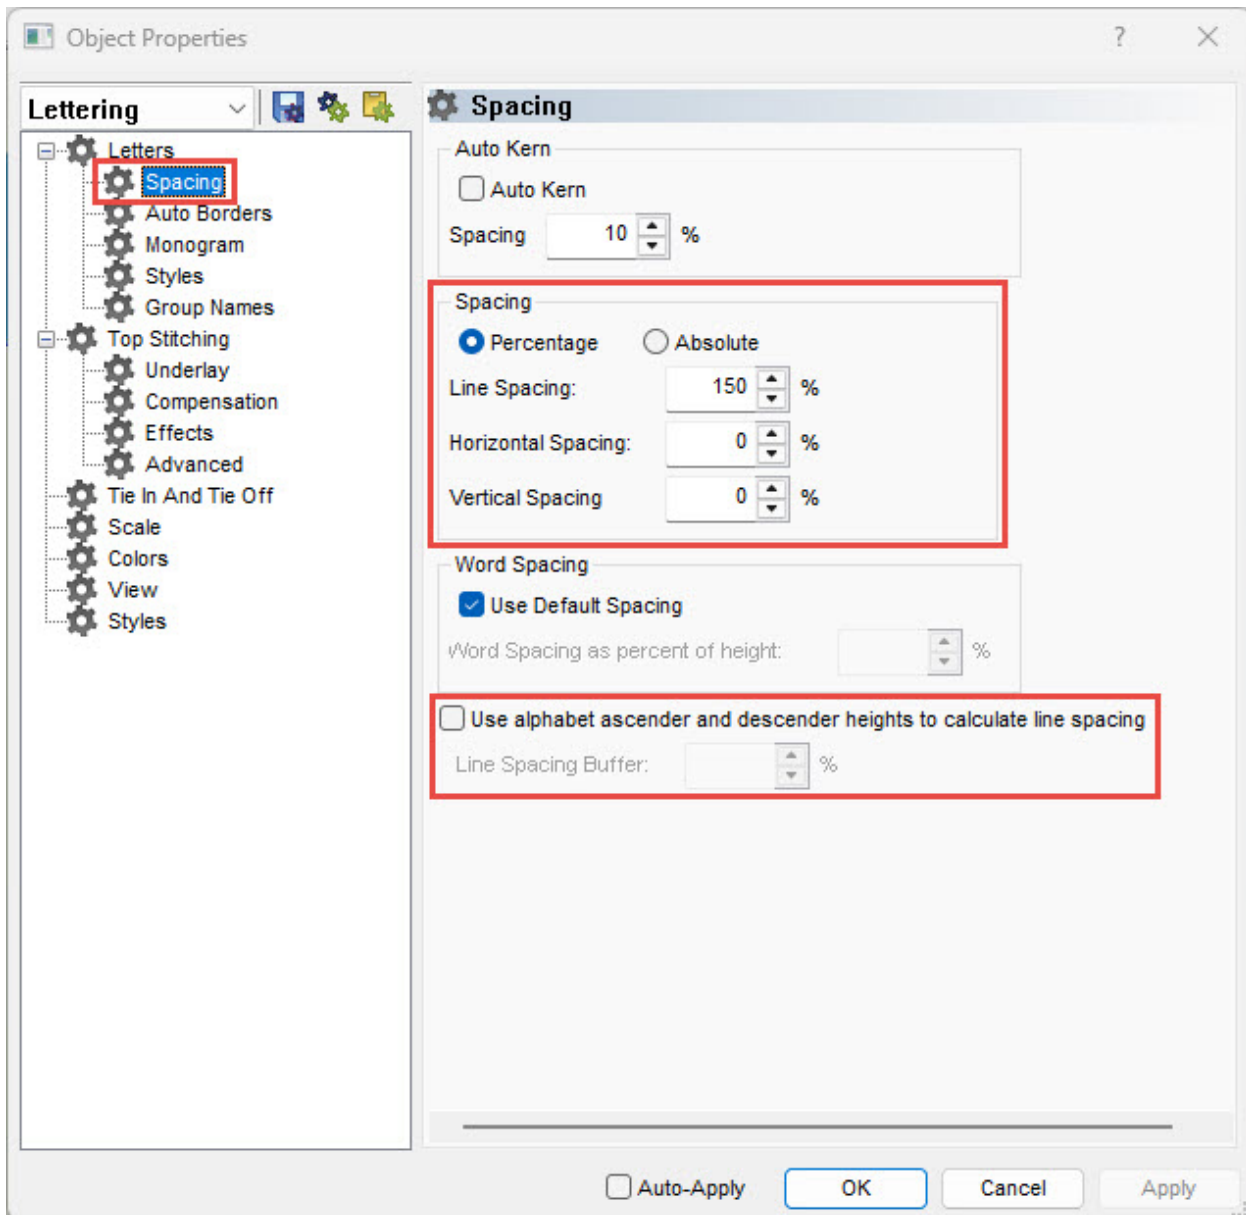 Object Properties
?
Lettering
Letters
Spacing
Auto Borders
Monogram
Styles
Group Names
Top Stitching
Underlay
Compensation
Effects
Advanced
Tie In And Tie Off
Scale
Colors
View
Styles
Spacing
Auto Kern
Auto Kern
Spacing 10 %
Spacing
Percentage Absolute
Line Spacing: 150 %
Horizontal Spacing: 0 %
Vertical Spacing 0 %
Word Spacing
Use Default Spacing
Word Spacing as percent of height: %
Use alphabet ascender and descender heights to calculate line spacing
Line Spacing Buffer: %
Auto-Apply OK Cancel Apply